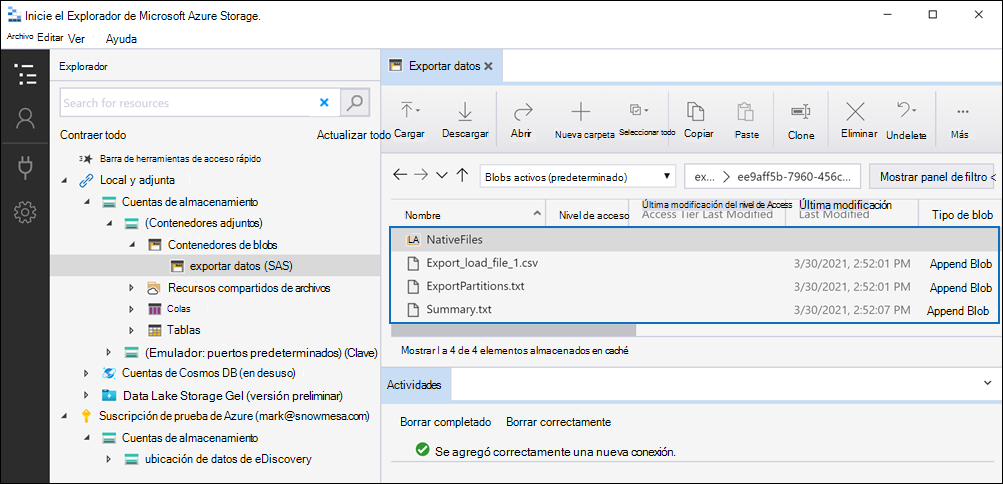 Inicie el Explorador de Microsoft Azure Storage.
Archivo Editar Ver Ayuda
Explorador
Search for resources
Contraer todo Actualizar todo
Barra de herramientas de acceso rápido
Local y adjunta
Cuentas de almacenamiento
(Contenedores adjuntos)
Contenedores de blobs
exportar datos (SAS)
Recursos compartidos de archivos
Colas
Tablas
(Emulador: puertos predeterminados) (Clave)
Cuentas de Cosmos DB (en desuso)
Data Lake Storage Gel (versión preliminar)
Suscripción de prueba de Azure (mark@snowmesa.com)
Cuentas de almacenamiento
ubicación de datos de eDiscovery
Exportar datos
Cargar Descargar Abrir Nueva carpeta Seleccionar todo Copiar Paste Clone Eliminar Undelete Más
Blobs activos (predeterminado) ex... ee9aff5b-7960-456c... Mostrar panel de filtro <
Nombre Nivel de acceso Última modificación del nivel de Access Última modificación Tipo de blob
Access Tier Last Modified Last Modified
NativeFiles
Export_load_file_1.csv 3/30/2021, 2:52:01 PM Append Blob
ExportPartitions.txt 3/30/2021, 2:52:01 PM Append Blob
Summary.txt 3/30/2021, 2:52:07 PM Append Blob
Mostrar l a 4 de 4 elementos almacenados en caché
Actividades
Borrar completado Borrar correctamente
Se agregó correctamente una nueva conexión.